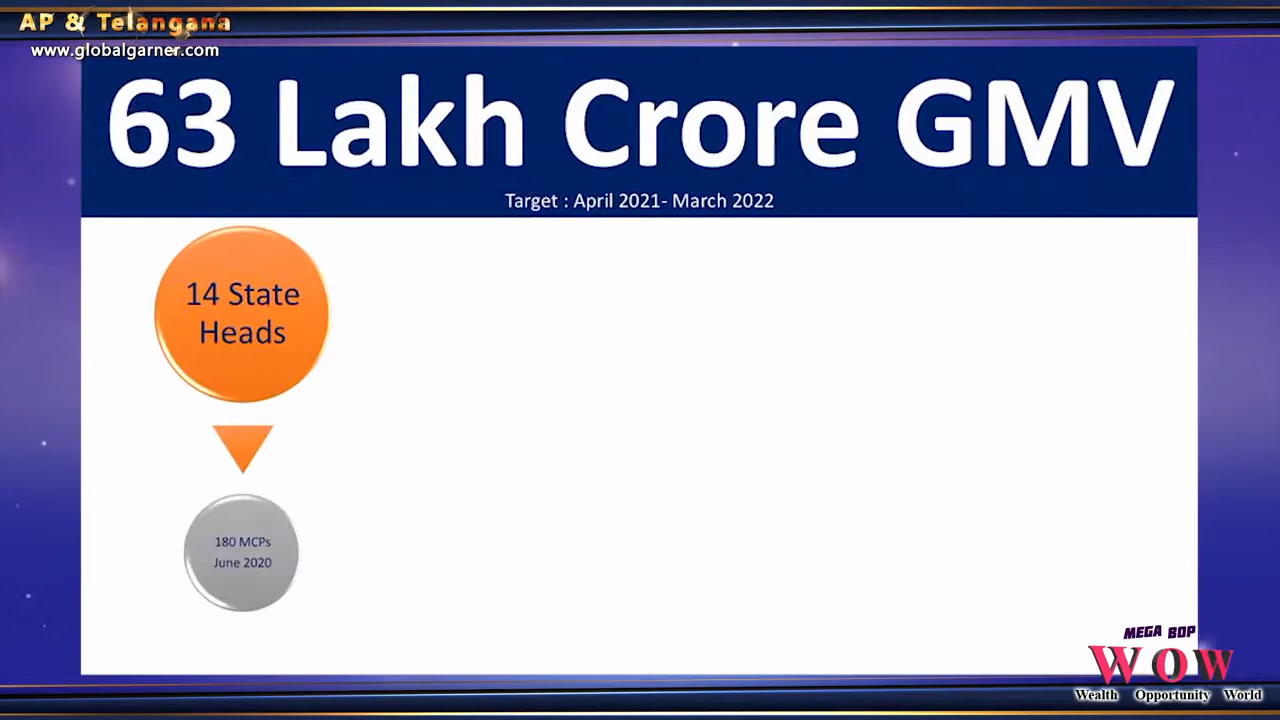 AP & Telangana
www.globalgarner.com
63 Lakh Crore GMV
Target : April 2021- March 2022
14 State
Heads
180 MCPs
June 2020
MEGA BOP
WOW
Wealth Opportunity World